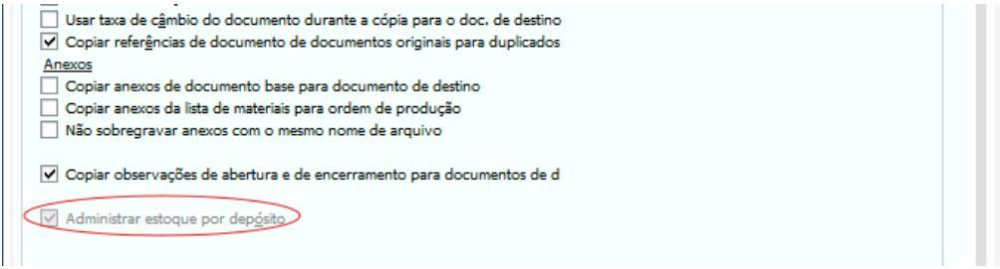 Usar taxa de câmbio do documento durante a cópia para o doc. de destino
Copiar referências de documento de documentos originais para duplicados
Anexos
Copiar anexos de documento base para documento de destino
Copiar anexos da lista de materiais para ordem de produção
Não sobregravar anexos com o mesmo nome de arquivo
Copiar observações de abertura e de encerramento para documentos de d
Administrar estoque por depósito